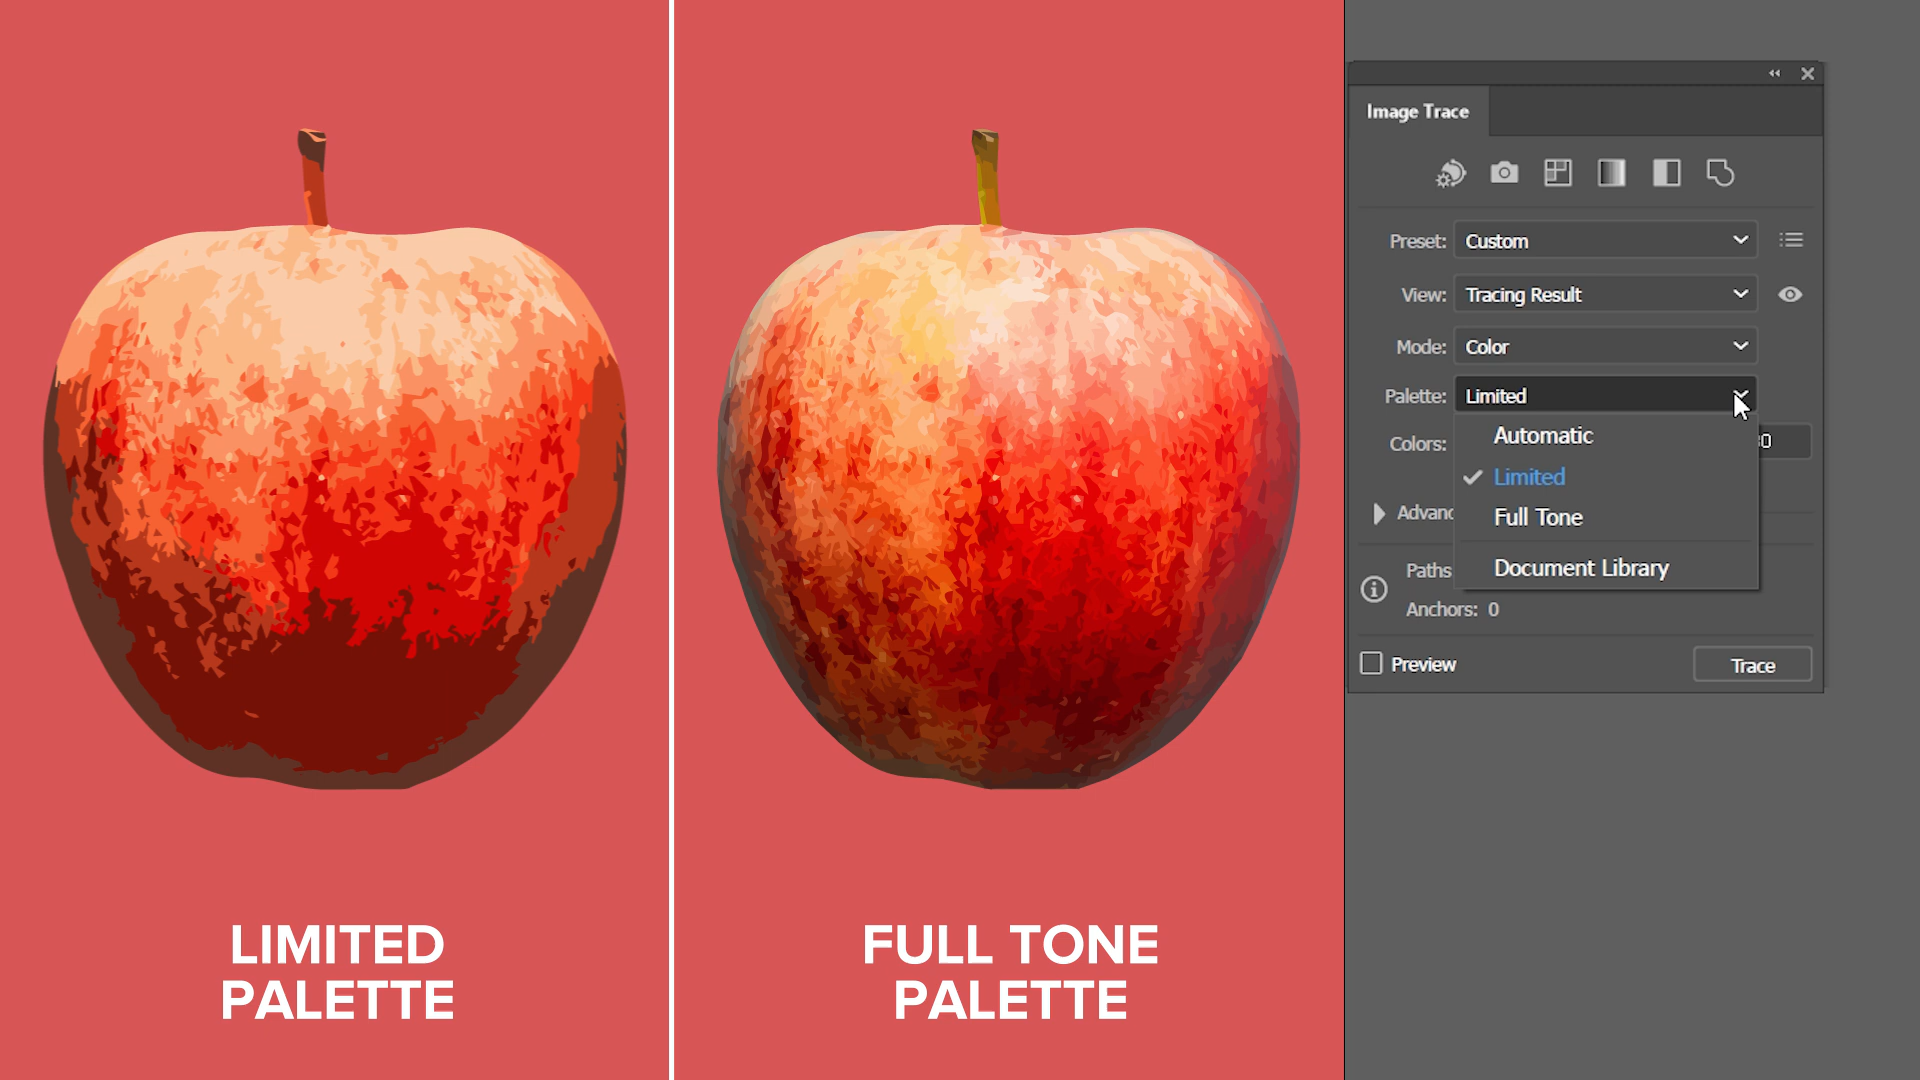 LIMITED
PALETTE
FULL TONE
PALETTE
Image Trace
Preset: Custom
View: Tracing Result
Mode: Color
Palette: Limited
Automatic
Colors:
Limited
Full Tone
Document Library
Paths
Anchors: 0
Preview
Trace